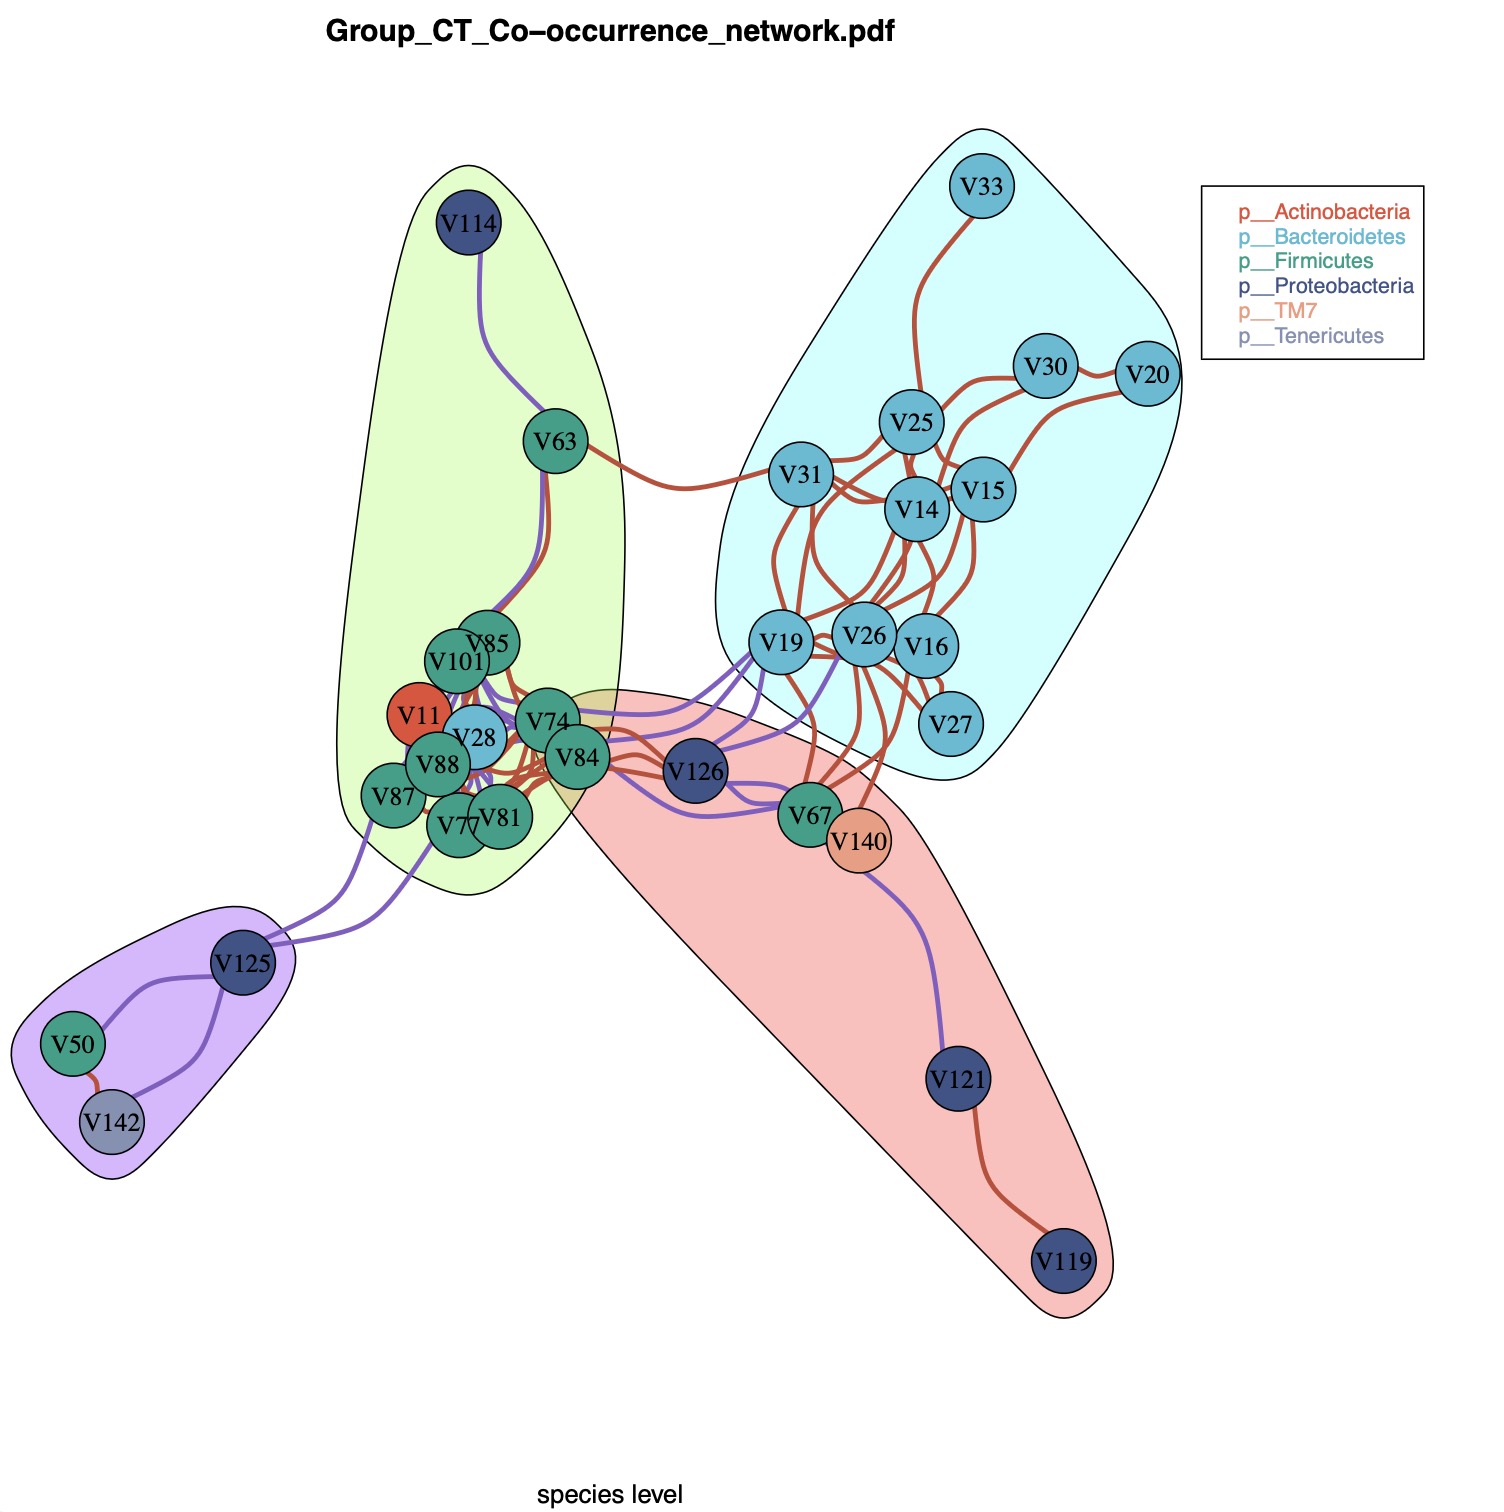 Group_CT_Co–occurrence_network.pdf
V33
V114
p__Actinobacteria
p__Bacteroidetes
p__Firmicutes
p__Proteobacteria
p__TM7
p__Tenericutes
V30
V20
V25
V63
V31
V15
V14
V85
V101
V19
V26
V16
V11
V74
V28
V27
V88
V84
V126
V87
V77
V81
V67
V140
V125
V50
V121
V142
V119
species level